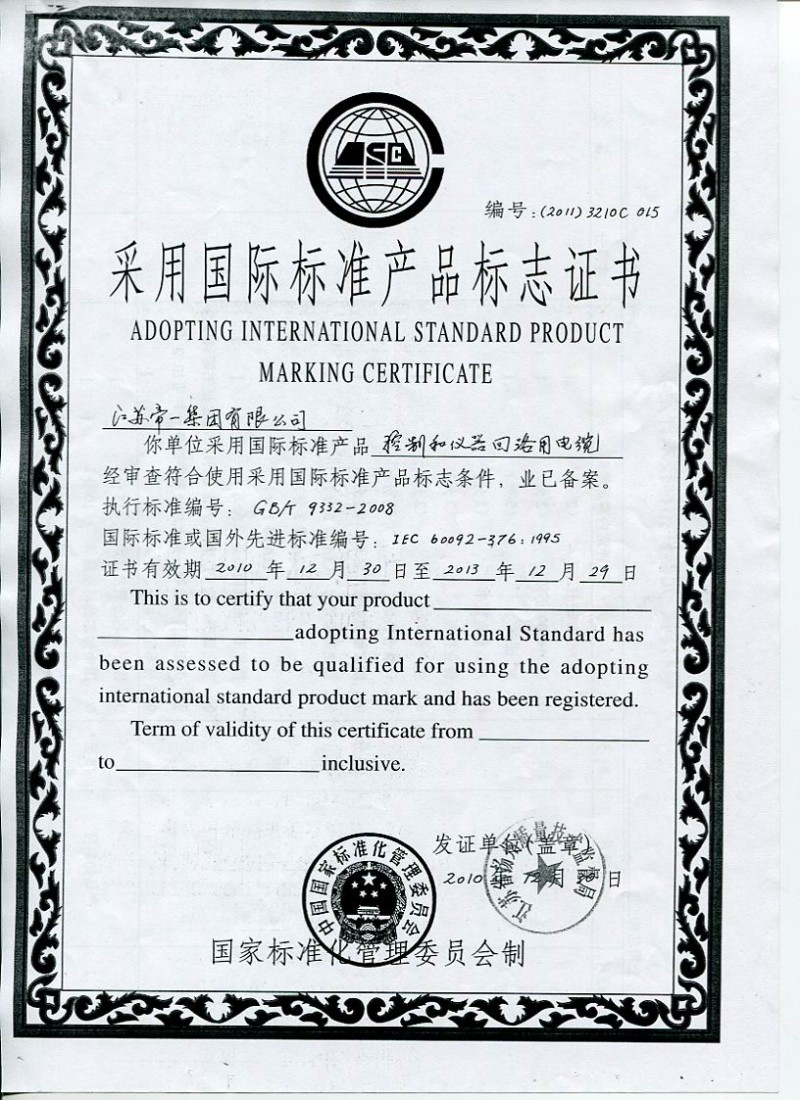 编号:(2011)3210C 015
采用国际标准产品标志证书
ADOPTING INTERNATIONAL STANDARD PRODUCT
MARKING CERTIFICATE
江苏帝一集团有限公司
你单位采用国际标准产品 控制和仪器回路用电缆
经审查符合使用采用国际标准产品标志条件，业已备案。
执行标准编号： GB/T 9332-2008
国际标准或国外先进标准编号：IEC 60092-376:1995
证书有效期 2010 年 12 月 30 日至 2013 年 12 月 29 日
This is to certify that your product
adopting International Standard has
been assessed to be qualified for using the adopting
international standard product mark and has been registered.
Term of validity of this certificate from
to inclusive.
发证单位(盖章)
2010 12 月 日
中国国家标准化管理委员会
国家标准化管理委员会制